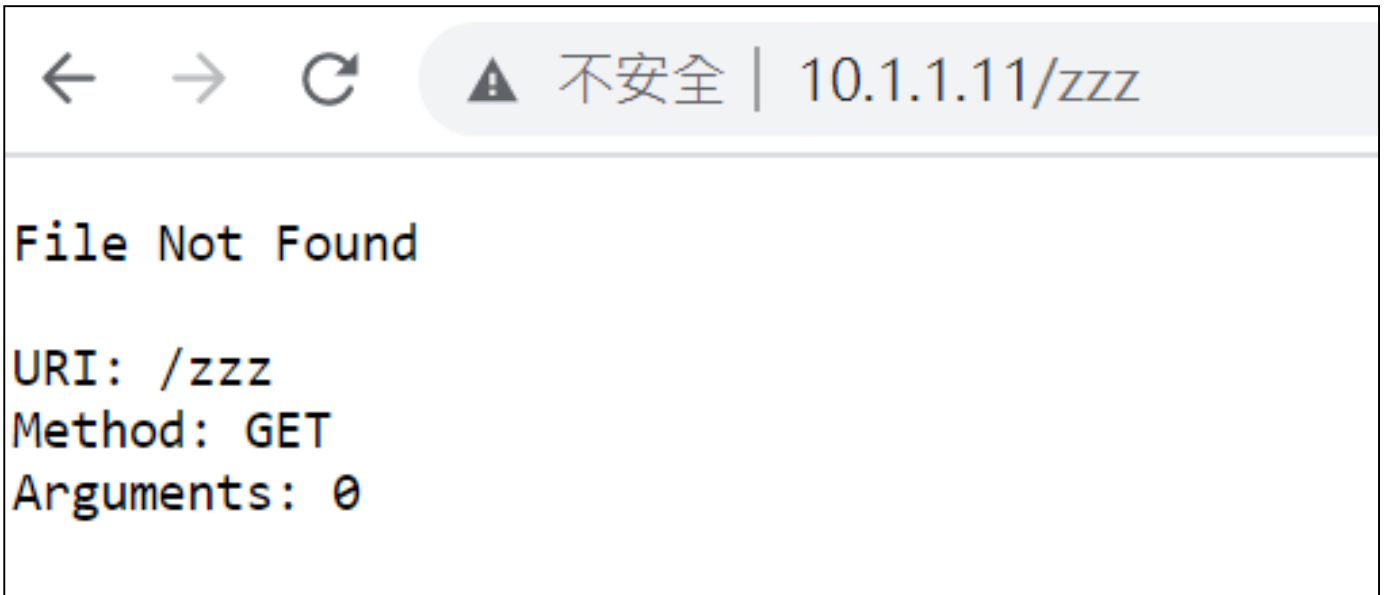 不安全 | 10.1.1.11/zzz
File Not Found
URI: /zzz
Method: GET
Arguments: 0